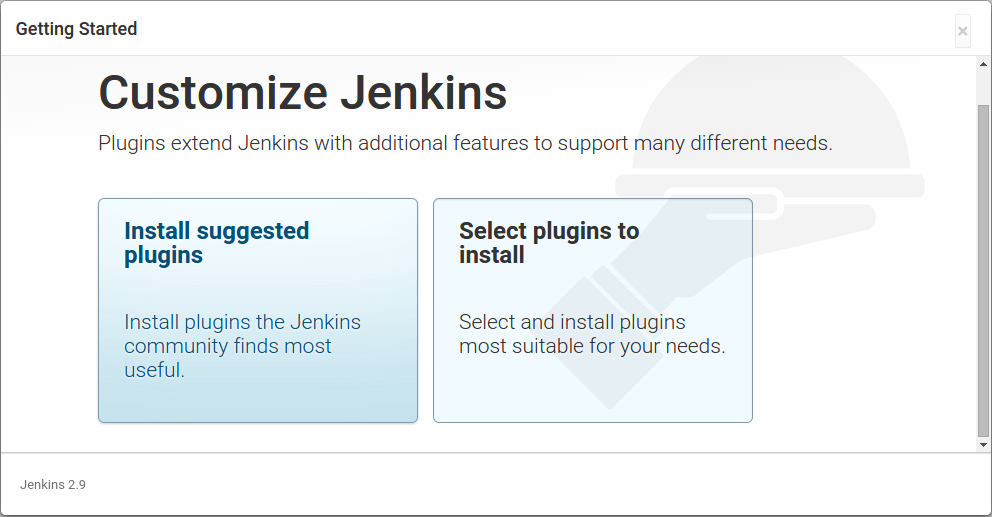 Getting Started
×
Customize Jenkins
Plugins extend Jenkins with additional features to support many different needs.
Install suggested
plugins
Install plugins the Jenkins
community finds most
useful.
Select plugins to
install
Select and install plugins
most suitable for your needs.
Jenkins 2.9